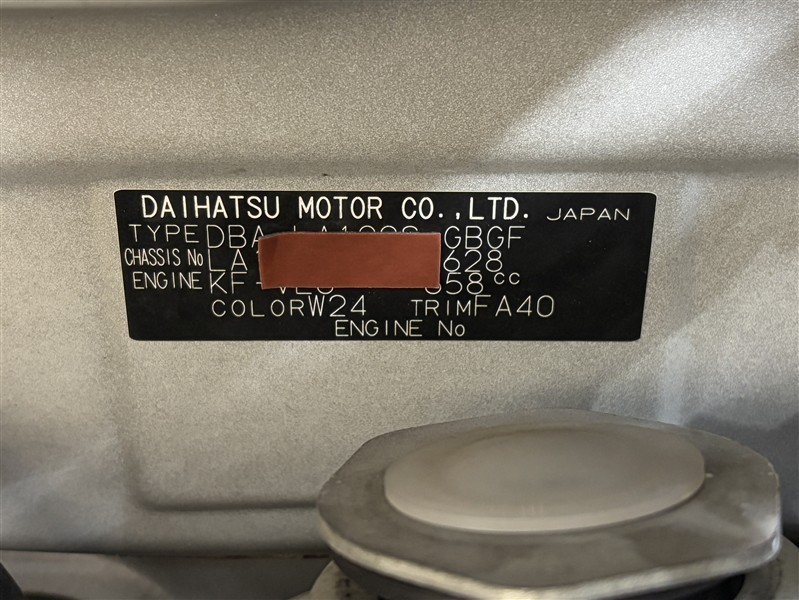 DAIHATSU MOTOR CO.,LTD. JAPAN
TYPE DBA GBGF
CHASSIS No LA 628
ENGINE KF 658 cc
COLOR W24 TRIM FA40
ENGINE No